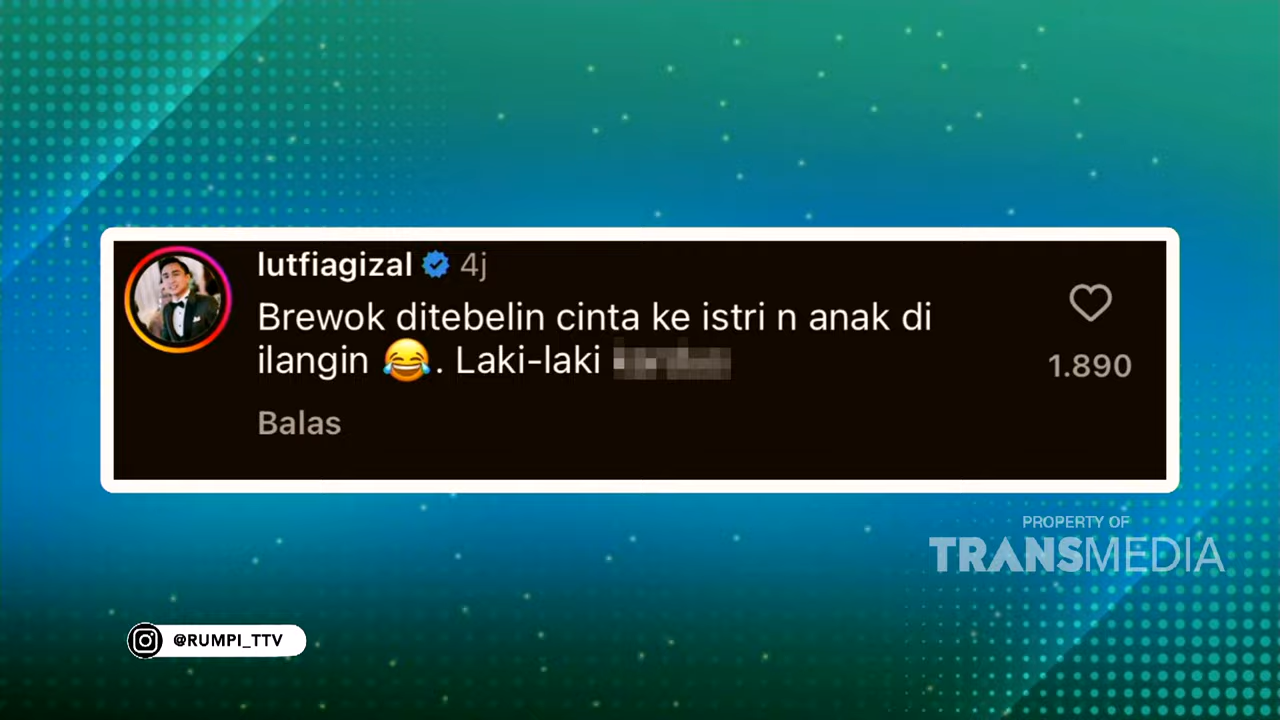 lutfiagizal 4j
Brewok ditebelin cinta ke istri n anak di
ilangin 😂. Laki-laki
1.890
Balas
PROPERTY OF
TRANSMEDIA
@RUMPI_TTV